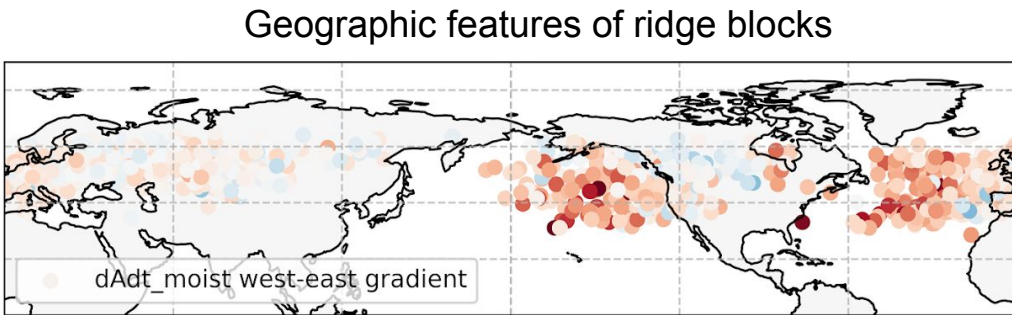 Geographic features of ridge blocks
dAdt_moist west-east gradient